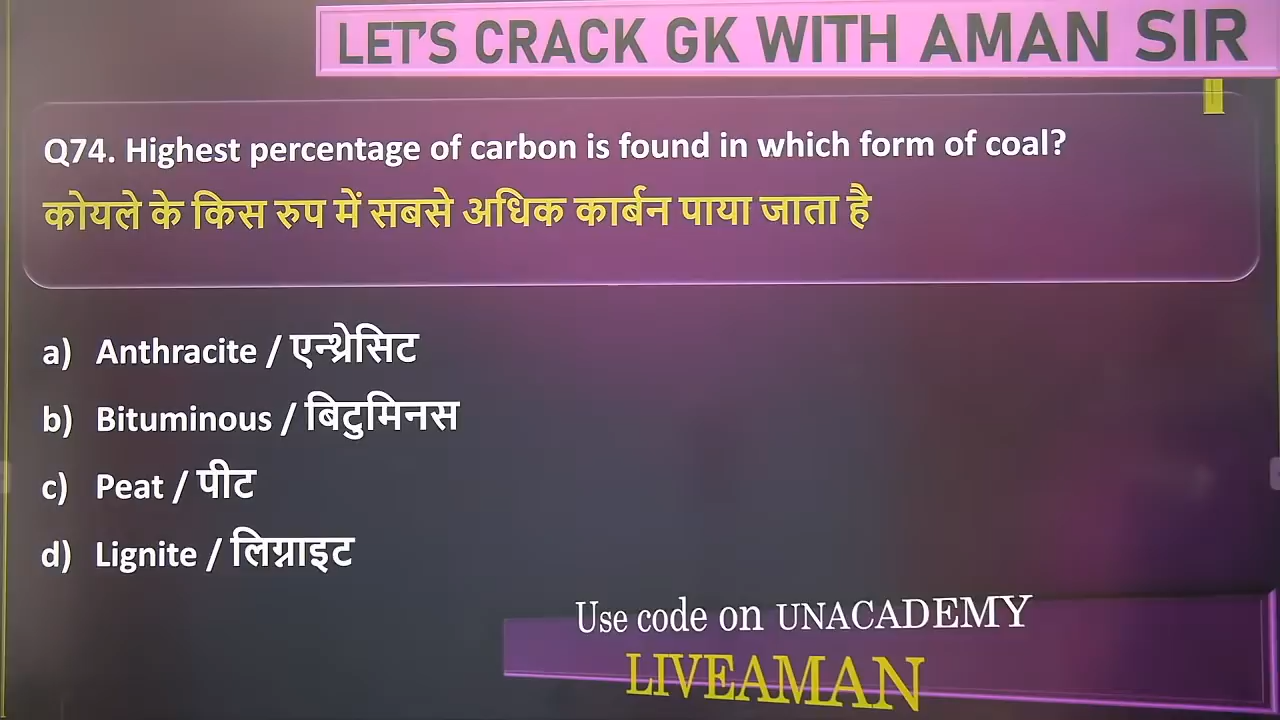 LET'S CRACK GK WITH AMAN SIR
Q74. Highest percentage of carbon is found in which form of coal?
कोयले के किस रुप में सबसे अधिक कार्बन पाया जाता है
a) Anthracite / एन्थ्रेसिट
b) Bituminous / बिटुमिनस
c) Peat / पीट
d) Lignite / लिग्नाइट
Use code on UNACADEMY
LIVEAMAN